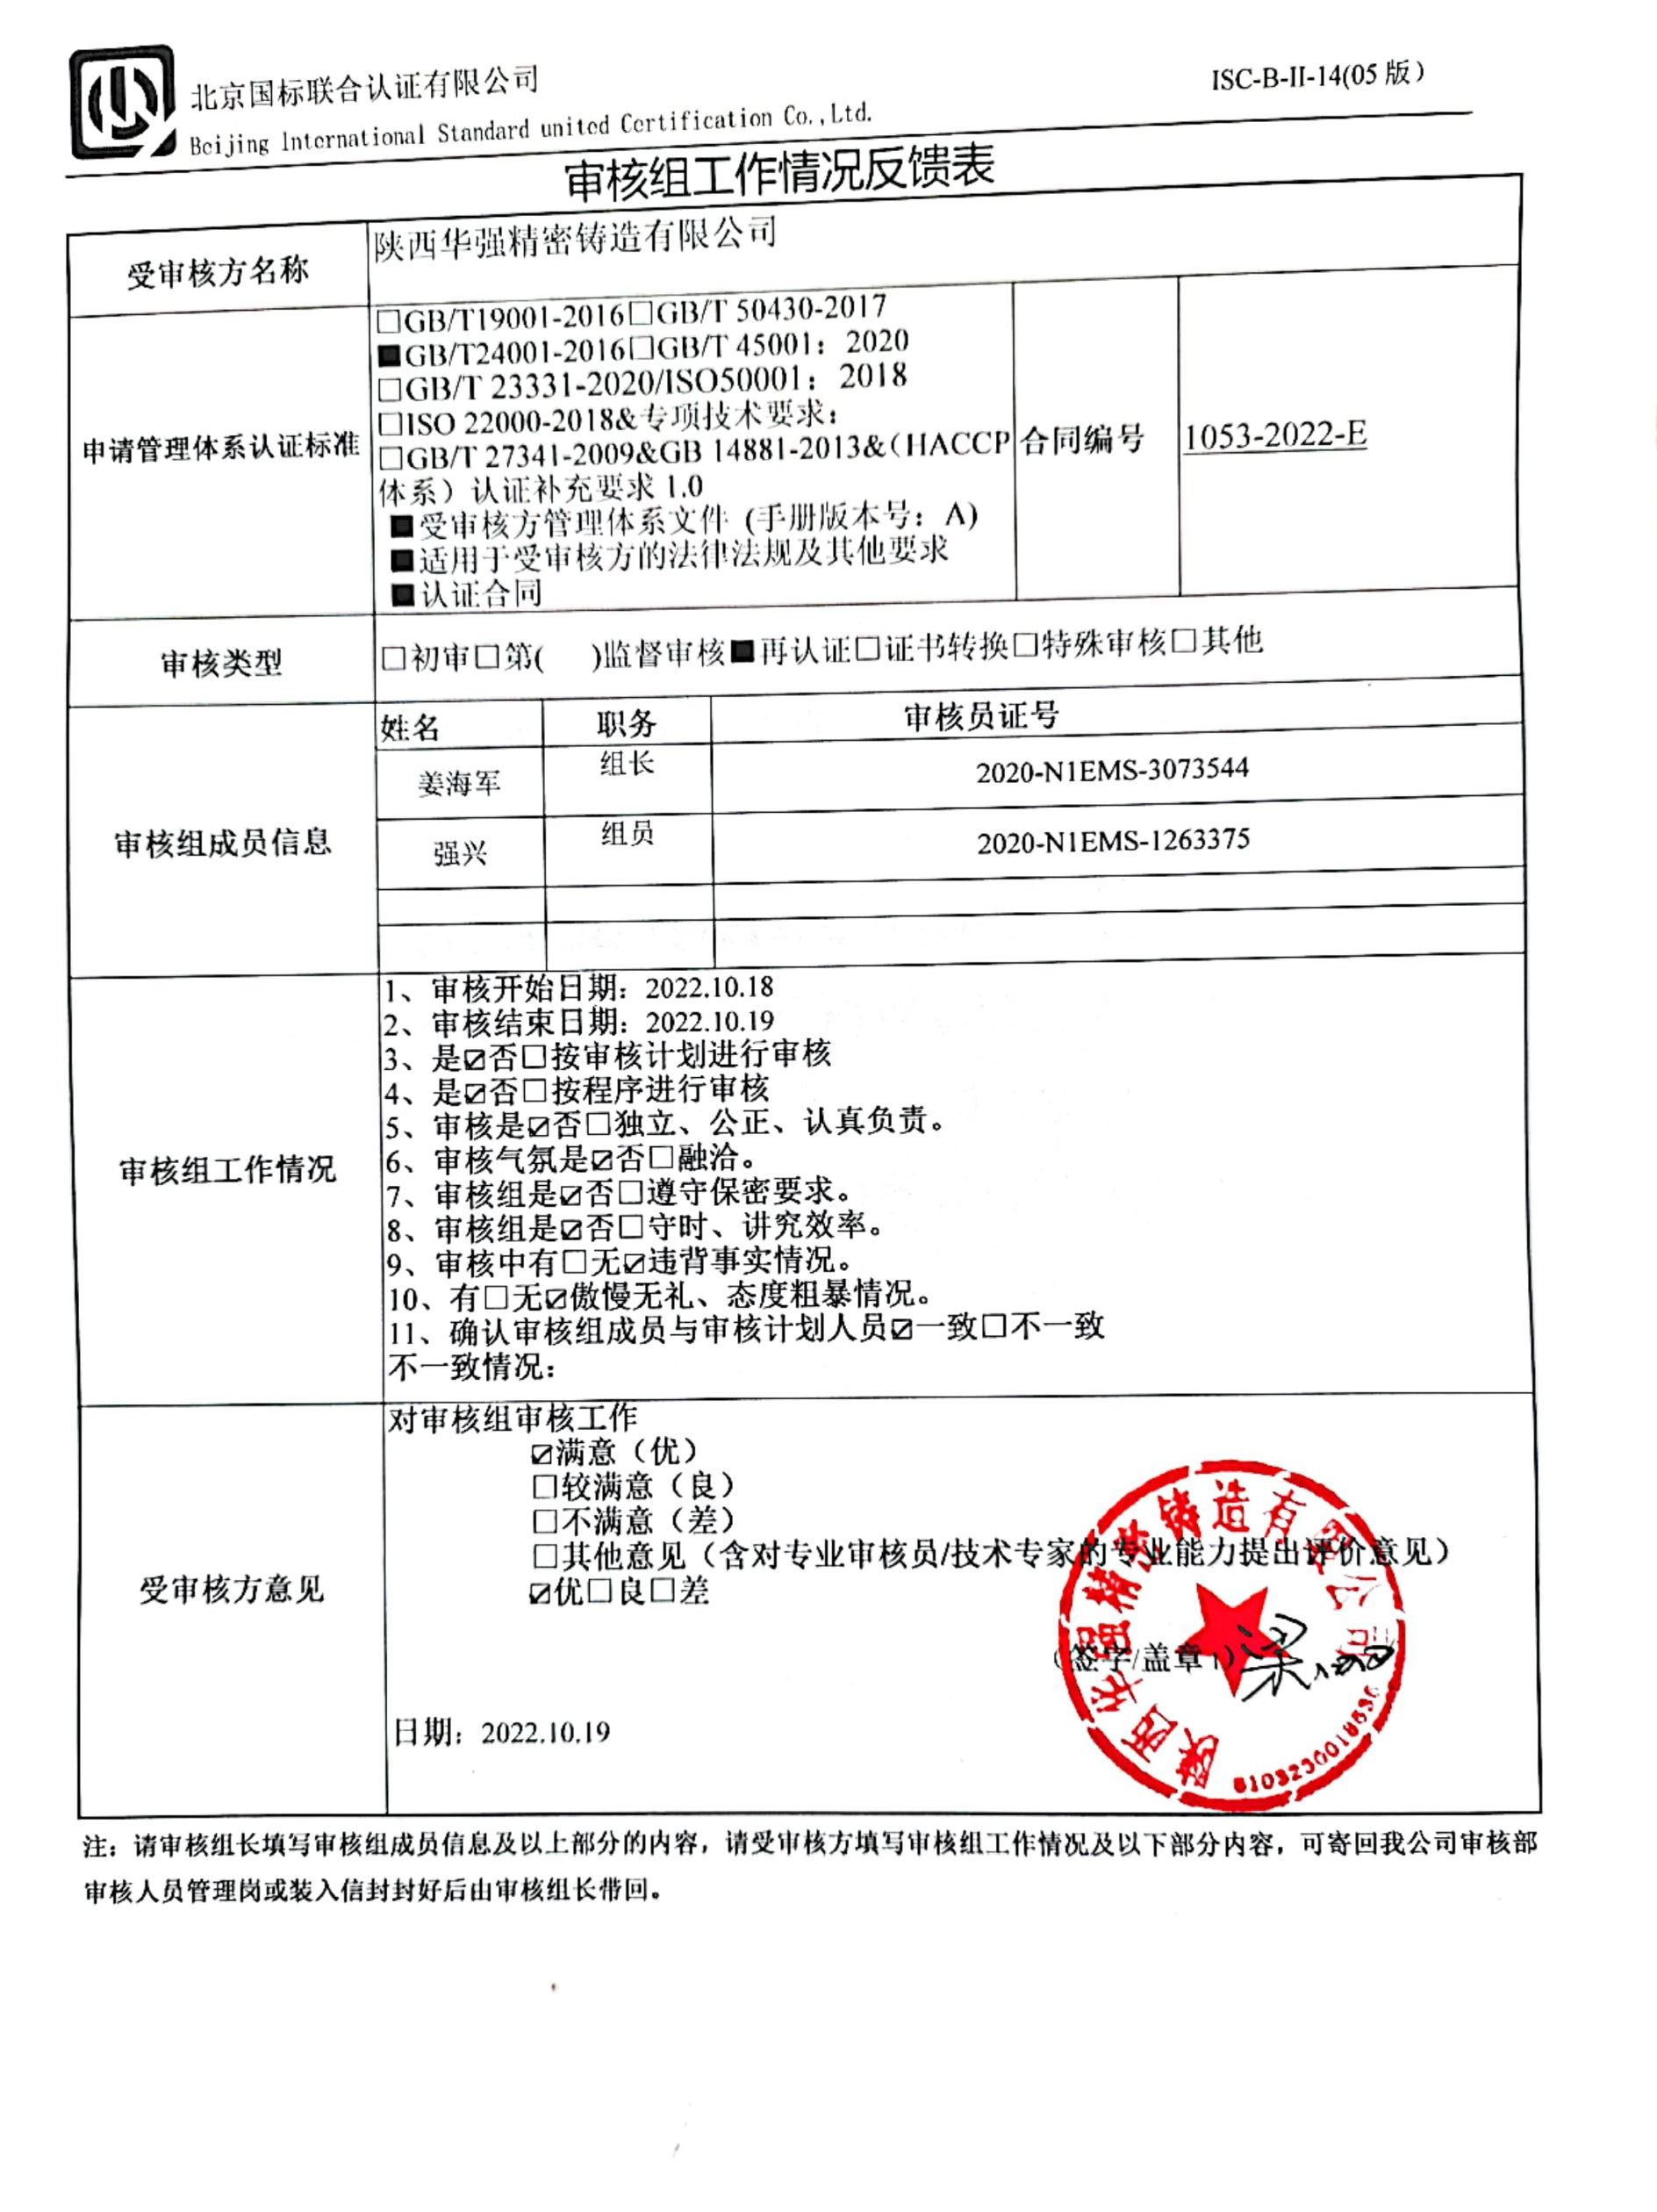 北京国标联合认证有限公司
ISC-B-II-14(05 版)
Beijing International Standard united Certification Co.,Ltd.
审核组工作情况反馈表
受审核方名称
陕西华强精密铸造有限公司
申请管理体系认证标准
□GB/T19001-2016□GB/T 50430-2017
■GB/T24001-2016□GB/T 45001：2020
□GB/T 23331-2020/ISO50001：2018
□ISO 22000-2018&专项技术要求：
□GB/T 27341-2009&GB 14881-2013&（HACCP
体系）认证补充要求 1.0
■受审核方管理体系文件 (手册版本号：A)
■适用于受审核方的法律法规及其他要求
■认证合同
合同编号
1053-2022-E
审核类型
□初审□第( )监督审核■再认证□证书转换□特殊审核□其他
审核组成员信息
姓名 职务 审核员证号
姜海军 组长 2020-N1EMS-3073544
强兴 组员 2020-N1EMS-1263375
审核组工作情况
1、审核开始日期：2022.10.18
2、审核结束日期：2022.10.19
3、是☑否□按审核计划进行审核
4、是☑否□按程序进行审核
5、审核是☑否□独立、公正、认真负责。
6、审核气氛是☑否□融洽。
7、审核组是☑否□遵守保密要求。
8、审核组是☑否□守时、讲究效率。
9、审核中有□无☑违背事实情况。
10、有□无☑傲慢无礼、态度粗暴情况。
11、确认审核组成员与审核计划人员☑一致□不一致
不一致情况：
受审核方意见
对审核组审核工作
☑满意（优）
□较满意（良）
□不满意（差）
□其他意见（含对专业审核员/技术专家的专业能力提出评价意见）
☑优□良□差
（签字/盖章）
日期：2022.10.19
陕西华强精密铸造有限公司
注：请审核组长填写审核组成员信息及以上部分的内容，请受审核方填写审核组工作情况及以下部分内容，可寄回我公司审核部
审核人员管理岗或装入信封封好后由审核组长带回。